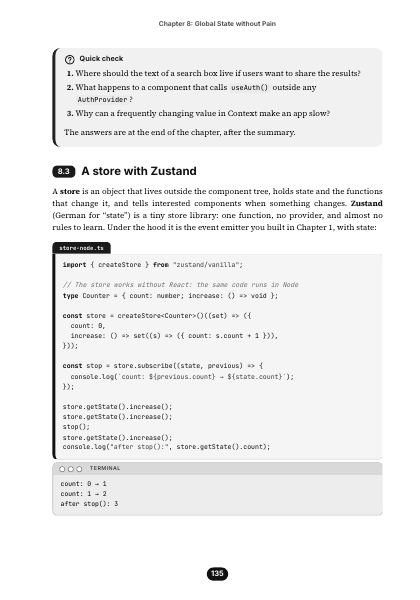 Chapter 8: Global State without Pain
Quick check
1. Where should the text of a search box live if users want to share the results?
2. What happens to a component that calls useAuth() outside any
AuthProvider?
3. Why can a frequently changing value in Context make an app slow?
The answers are at the end of the chapter, after the summary.
8.3 A store with Zustand
A store is an object that lives outside the component tree, holds state and the functions
that change it, and tells interested components when something changes. Zustand
(German for “state”) is a tiny store library: one function, no provider, and almost no
rules to learn. Under the hood it is the event emitter you built in Chapter 1, with state:
store-node.ts
import { createStore } from "zustand/vanilla";
// The store works without React: the same code runs in Node
type Counter = { count: number; increase: () => void };
const store = createStore<Counter>()((set) => ({
  count: 0,
  increase: () => set((s) => ({ count: s.count + 1 })),
}));
const stop = store.subscribe((state, previous) => {
  console.log(`count: ${previous.count} → ${state.count}`);
});
store.getState().increase();
store.getState().increase();
stop();
store.getState().increase();
console.log("after stop():", store.getState().count);
TERMINAL
count: 0 → 1
count: 1 → 2
after stop(): 3
135